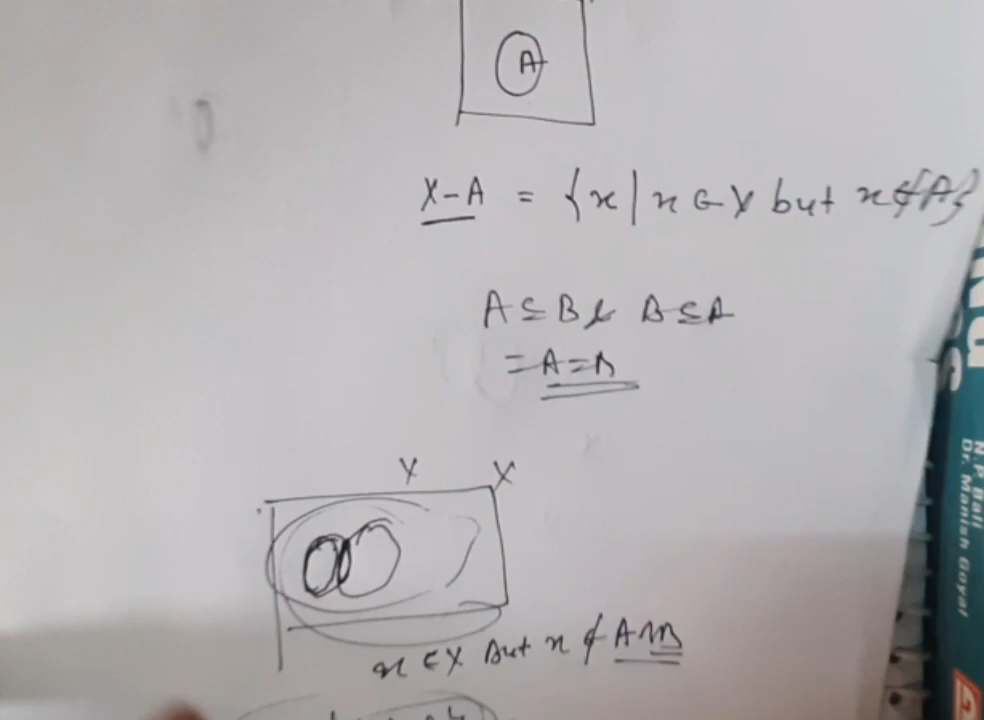 A
X-A = {x | x ∈ X but x ∉ A}
A ⊆ B & B ⊆ A
= A = B
X X
x ∈ X but x ∉ A∩B
N.P. Bali
Dr. Manish Goyal